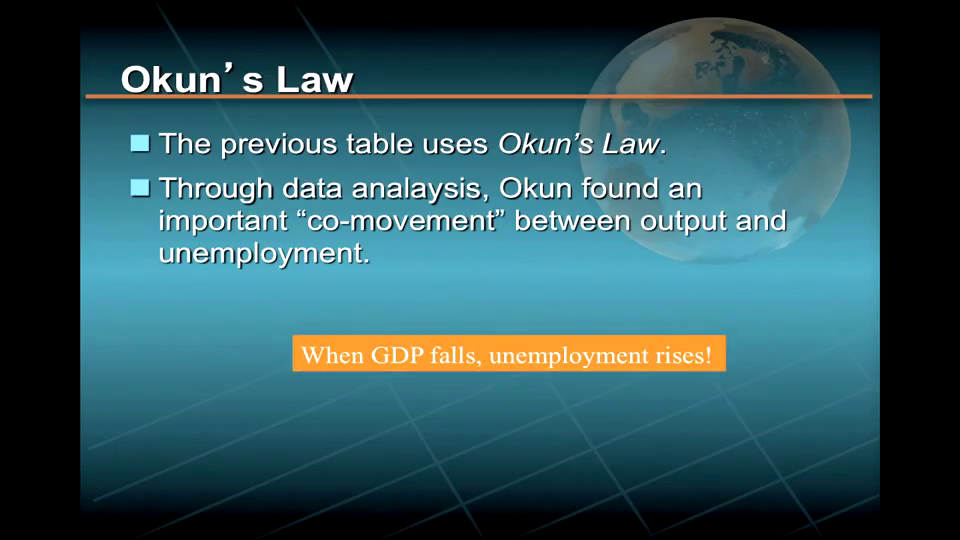 Okun’s Law
The previous table uses Okun’s Law.
Through data analaysis, Okun found an
important “co-movement” between output and
unemployment.
When GDP falls, unemployment rises!